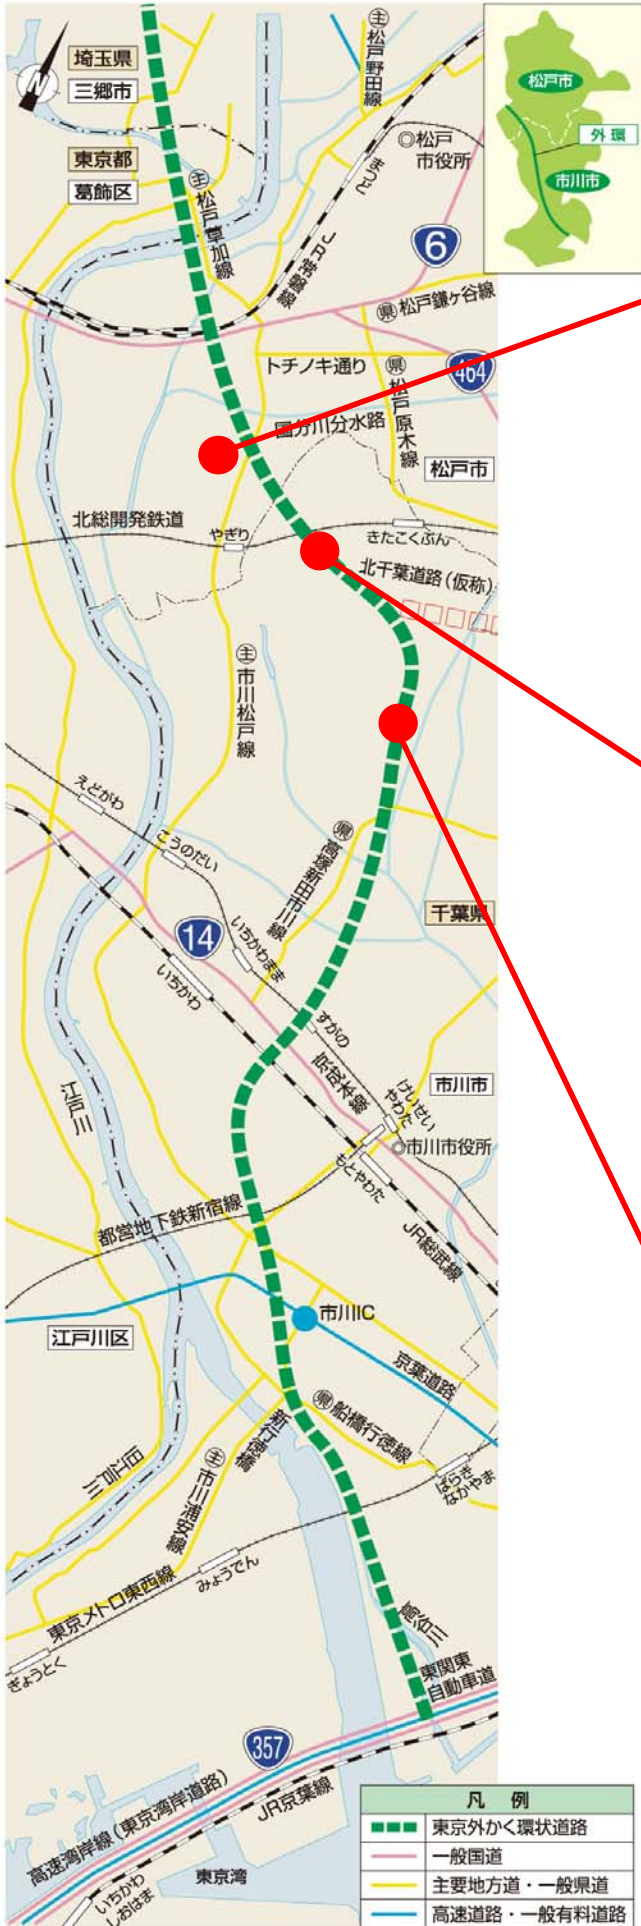 埼玉県
三郷市
東京都
葛飾区
N
主 松戸野田線
松戸市役所
まつど
松戸市
外環
市川市
主 松戸草加線
JR常磐線
6
県 松戸鎌ヶ谷線
トチノキ通り
県 松戸原木線
464
国分川分水路
松戸市
北総開発鉄道
やぎり
きたこくぶん
北千葉道路(仮称)
主 市川松戸線
えどがわ
こうのだい
県 高塚新田市川線
千葉県
14
いちかわまま
いちかわ
すがの
京成本線
市川市
江戸川
けいせい
やわた
市川市役所
もとやわた
都営地下鉄新宿線
JR総武線
市川IC
江戸川区
京葉道路
県 船橋行徳線
新行徳橋
旧江戸川
主 市川浦安線
ばらき
なかやま
みょうでん
東京メトロ東西線
ぎょうとく
高谷川
東関東
自動車道
357
高速湾岸線(東京湾岸道路)
JR京葉線
東京湾
いちかわ
しおはま
凡 例
東京外かく環状道路
一般国道
主要地方道・一般県道
高速道路・一般有料道路